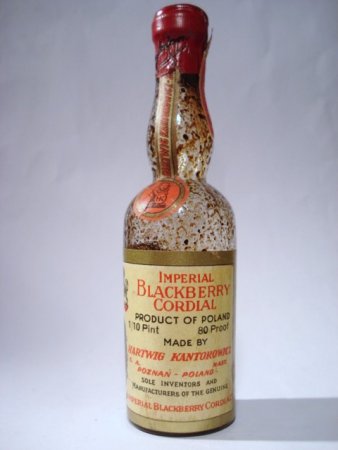 IMPERIAL
BLACKBERRY
CORDIAL
PRODUCT OF POLAND
1/10 Pint 80 Proof
MADE BY
HARTWIG KANTOROWICZ
S. A. NAST.
POZNAŃ - POLAND -
SOLE INVENTORS AND
MANUFACTURERS OF THE GENUINE
IMPERIAL BLACKBERRY CORDIAL